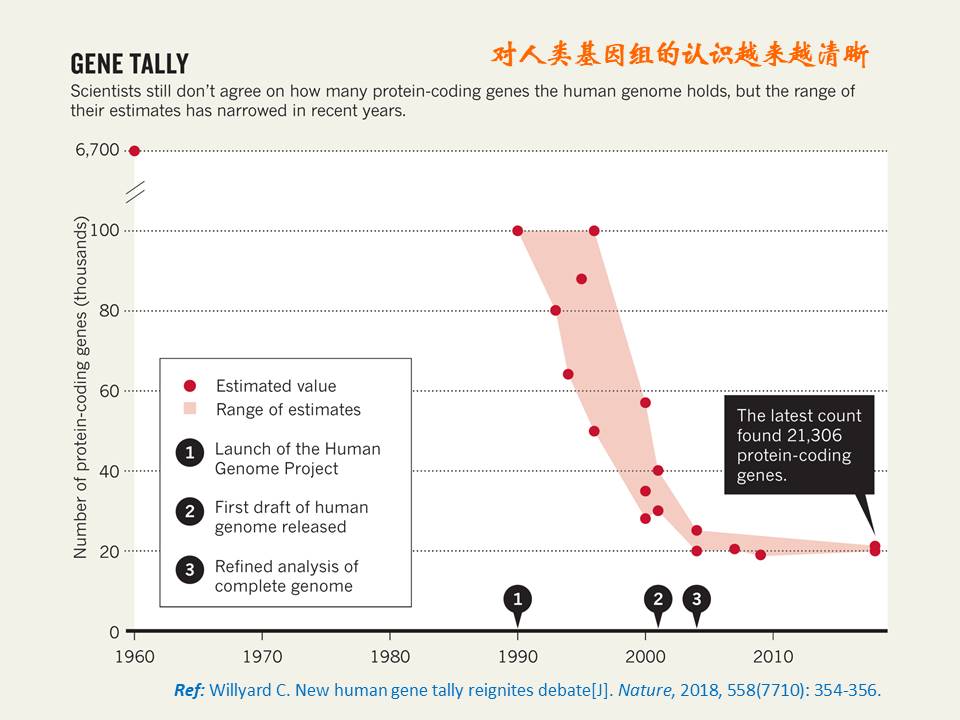 GENE TALLY
对人类基因组的认识越来越清晰
Scientists still don't agree on how many protein-coding genes the human genome holds, but the range of
their estimates has narrowed in recent years.
6,700
100
80
60
40
20
0
Number of protein-coding genes (thousands)
Estimated value
Range of estimates
1 Launch of the Human
Genome Project
2 First draft of human
genome released
3 Refined analysis of
complete genome
The latest count
found 21,306
protein-coding
genes.
1 2 3
1960 1970 1980 1990 2000 2010
Ref: Willyard C. New human gene tally reignites debate[J]. Nature, 2018, 558(7710): 354-356.